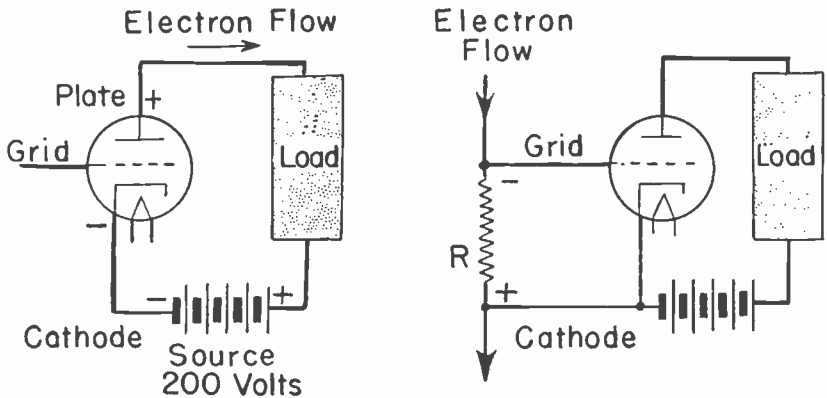 Electron Flow
Plate +
Grid
Load
-
- +
Cathode
Source
200 Volts
Electron
Flow
Grid
-
Load
R
+
Cathode